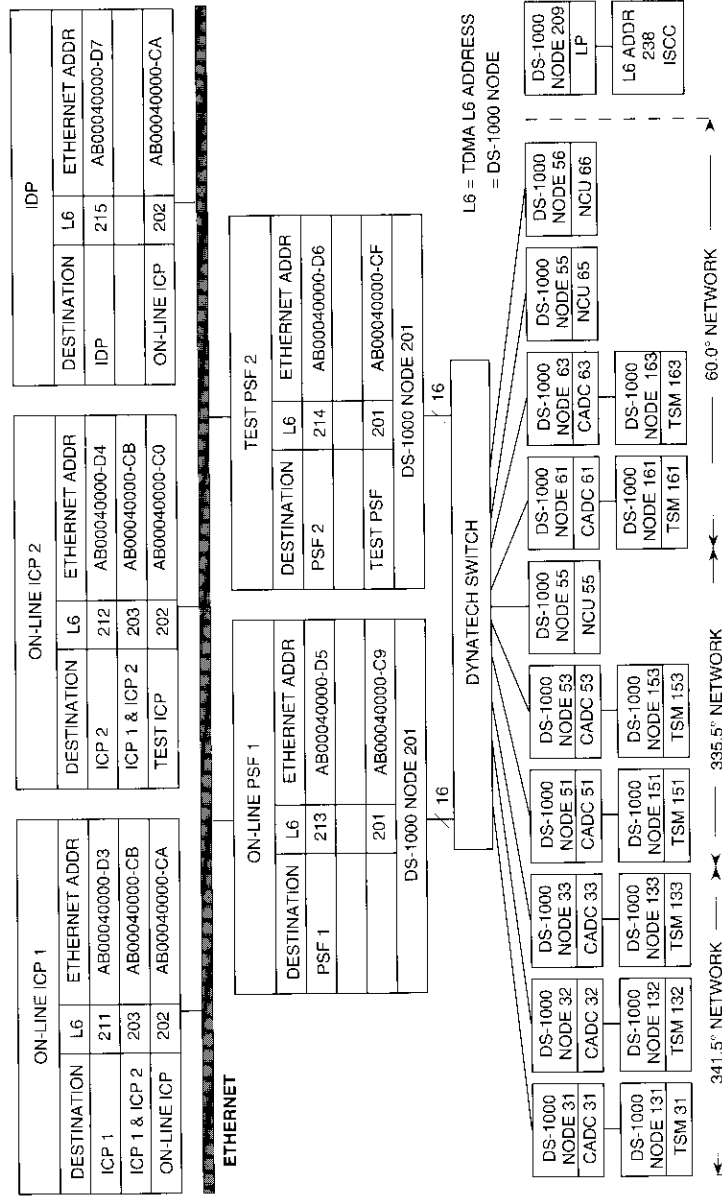 ON-LINE ICP 1
DESTINATION L6 ETHERNET ADDR
ICP 1 211 AB00040000-D3
ICP 1 & ICP 2 203 AB00040000-CB
ON-LINE ICP 202 AB00040000-CA
ON-LINE ICP 2
DESTINATION L6 ETHERNET ADDR
ICP 2 212 AB00040000-D4
ICP 1 & ICP 2 203 AB00040000-CB
TEST ICP 202 AB00040000-C0
IDP
DESTINATION L6 ETHERNET ADDR
IDP 215 AB00040000-D7
ON-LINE ICP 202 AB00040000-CA
ETHERNET
ON-LINE PSF 1
DESTINATION L6 ETHERNET ADDR
PSF 1 213 AB00040000-D5
201 AB00040000-C9
DS-1000 NODE 201
TEST PSF 2
DESTINATION L6 ETHERNET ADDR
PSF 2 214 AB00040000-D6
TEST PSF 201 AB00040000-CF
DS-1000 NODE 201
16
16
DYNATECH SWITCH
L6 = TDMA L6 ADDRESS
= DS-1000 NODE
DS-1000
NODE 31
CADC 31
DS-1000
NODE 131
TSM 31
DS-1000
NODE 32
CADC 32
DS-1000
NODE 132
TSM 132
DS-1000
NODE 33
CADC 33
DS-1000
NODE 133
TSM 133
DS-1000
NODE 51
CADC 51
DS-1000
NODE 151
TSM 151
DS-1000
NODE 53
CADC 53
DS-1000
NODE 153
TSM 153
DS-1000
NODE 55
NCU 55
DS-1000
NODE 61
CADC 61
DS-1000
NODE 161
TSM 161
DS-1000
NODE 63
CADC 63
DS-1000
NODE 163
TSM 163
DS-1000
NODE 55
NCU 65
DS-1000
NODE 56
NCU 66
DS-1000
NODE 209
LP
L6 ADDR
238
ISCC
341.5° NETWORK
335.5° NETWORK
60.0° NETWORK